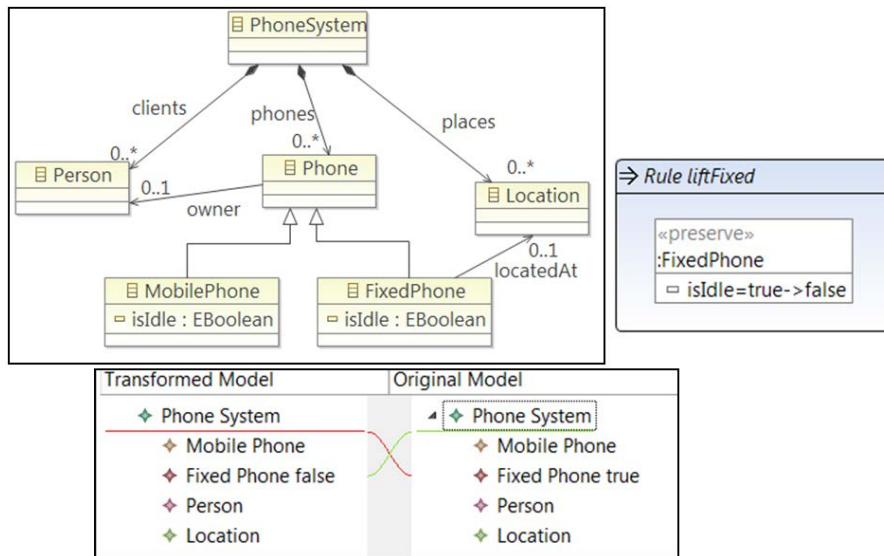 PhoneSystem
clients
phones
places
0..*
0..*
0..*
Person
Phone
Location
0..1
owner
0..1
locatedAt
MobilePhone
isIdle : EBoolean
FixedPhone
isIdle : EBoolean
Rule liftFixed
«preserve»
:FixedPhone
isIdle=true->false
Transformed Model
Original Model
Phone System
Phone System
Mobile Phone
Mobile Phone
Fixed Phone false
Fixed Phone true
Person
Person
Location
Location